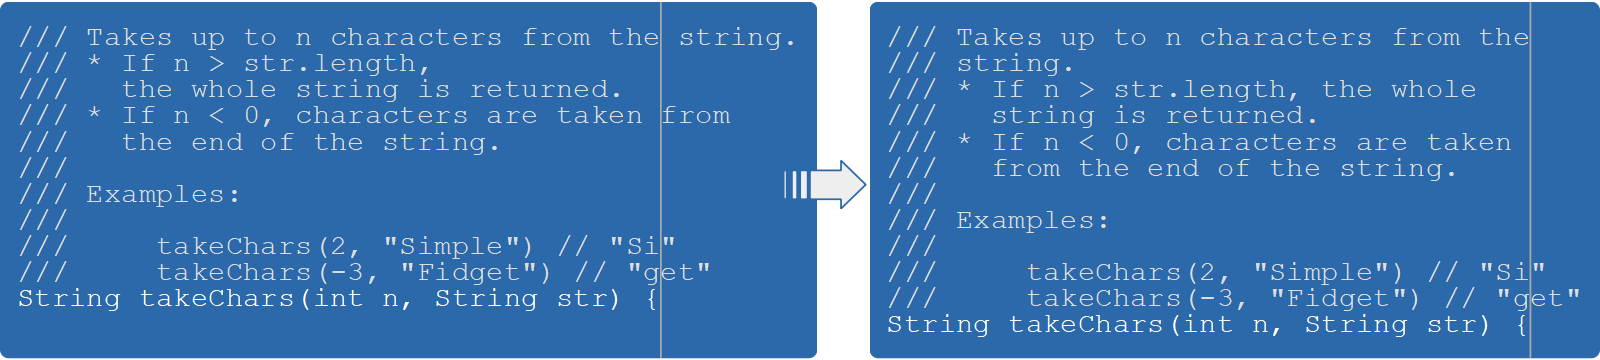 /// Takes up to n characters from the string.
/// * If n > str.length,
///   the whole string is returned.
/// * If n < 0, characters are taken from
///   the end of the string.
///
/// Examples:
///
///     takeChars(2, "Simple") // "Si"
///     takeChars(-3, "Fidget") // "get"
String takeChars(int n, String str) {
/// Takes up to n characters from the
/// string.
/// * If n > str.length, the whole
///   string is returned.
/// * If n < 0, characters are taken
///   from the end of the string.
///
/// Examples:
///
///     takeChars(2, "Simple") // "Si"
///     takeChars(-3, "Fidget") // "get"
String takeChars(int n, String str) {